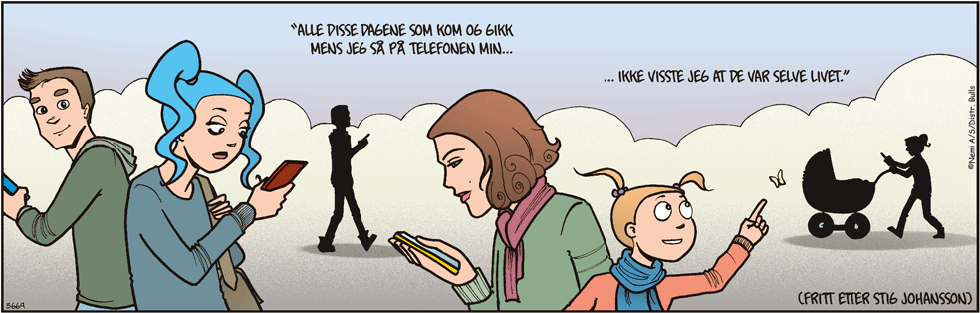 "ALLE DISSE DAGENE SOM KOM OG GIKK
MENS JEG SÅ PÅ TELEFONEN MIN...
... IKKE VISSTE JEG AT DE VAR SELVE LIVET."
©Nemi A/S/Distr. Bulls
3669
(FRITT ETTER STIG JOHANSSON)